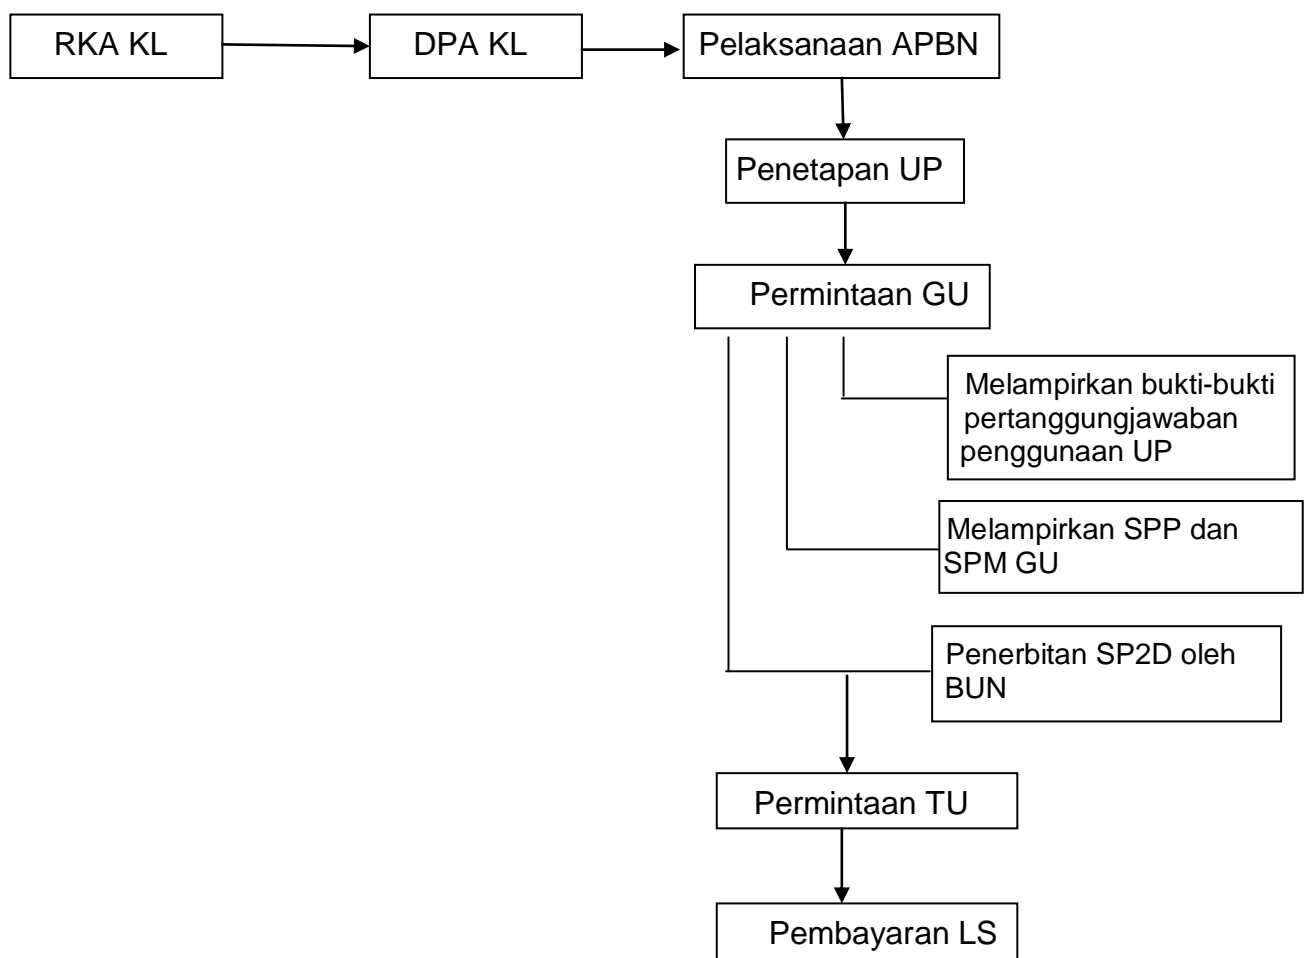 RKA KL
DPA KL
Pelaksanaan APBN
Penetapan UP
Permintaan GU
Melampirkan bukti-bukti
pertanggungjawaban
penggunaan UP
Melampirkan SPP dan
SPM GU
Penerbitan SP2D oleh
BUN
Permintaan TU
Pembayaran LS